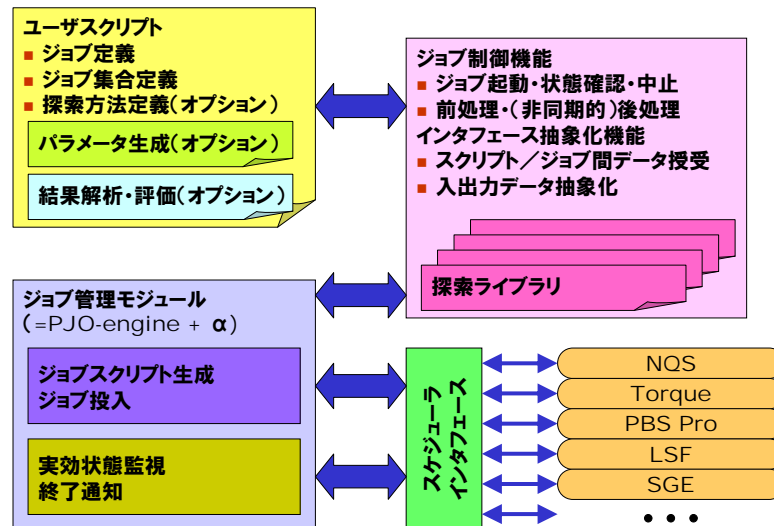 ユーザスクリプト
ジョブ定義
ジョブ集合定義
探索方法定義(オプション)
パラメータ生成(オプション)
結果解析・評価(オプション)
ジョブ制御機能
ジョブ起動・状態確認・中止
前処理・(非同期的)後処理
インタフェース抽象化機能
スクリプト/ジョブ間データ授受
入出力データ抽象化
探索ライブラリ
ジョブ管理モジュール
(=PJO-engine + α)
ジョブスクリプト生成
ジョブ投入
実効状態監視
終了通知
スケジューラ
インタフェース
NQS
Torque
PBS Pro
LSF
SGE
• • •